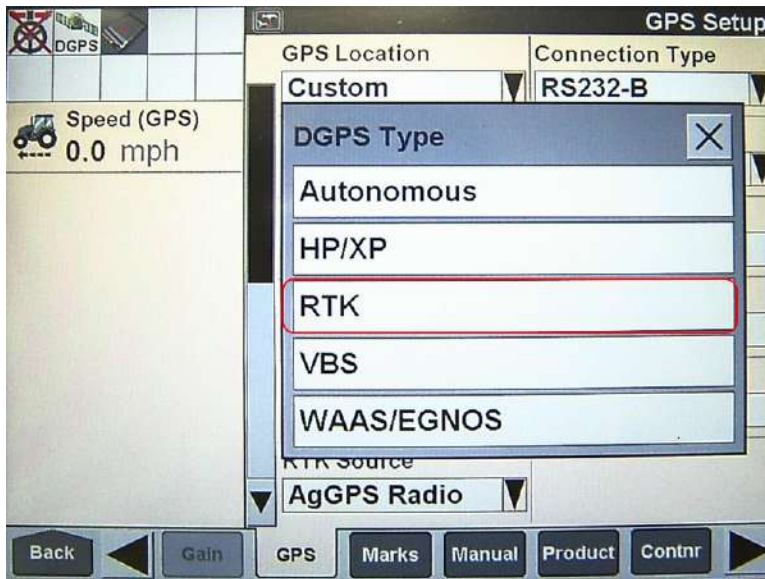 DGPS
GPS Setup
GPS Location
Connection Type
Custom
RS232-B
Speed (GPS)
0.0 mph
DGPS Type
Autonomous
HP/XP
RTK
VBS
WAAS/EGNOS
RTK Source
AgGPS Radio
Back
Gain
GPS
Marks
Manual
Product
Contnr